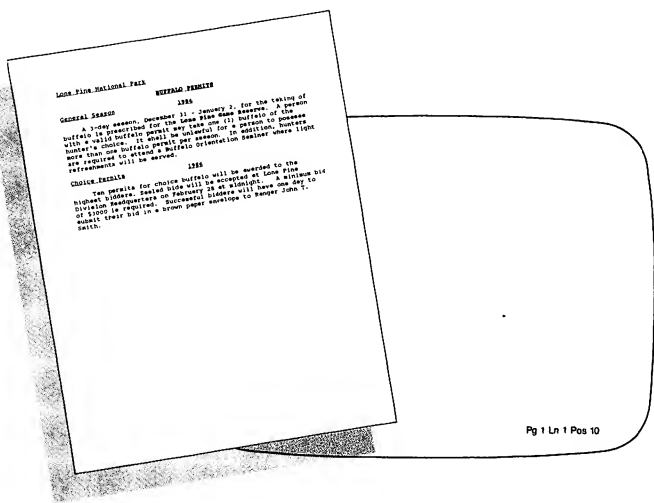 Lone Pine National Park
BUFFALO PERMITS
1984
General Season
A 3-day season, December 31 - January 2, for the taking of
buffalo is prescribed for the Lone Pine Game Reserve. A person
with a valid buffalo permit may take one (1) buffalo of the
hunter's choice. It shall be unlawful for a person to possess
more than one buffalo permit per season. In addition, hunters
are required to attend a Buffalo Orientation Seminer where light
refreshments will be served.
1984
Choice Permits
Ten permits for choice buffalo will be awarded to the
highest bidders. Sealed bids will be accepted at Lone Pine
Division Headquarters on February 28 at midnight. A minimum bid
of $3000 is required. Successful bidders will have one day to
submit their bid in a brown paper envelope to Ranger John T.
Smith.
Pg 1 Ln 1 Pos 10